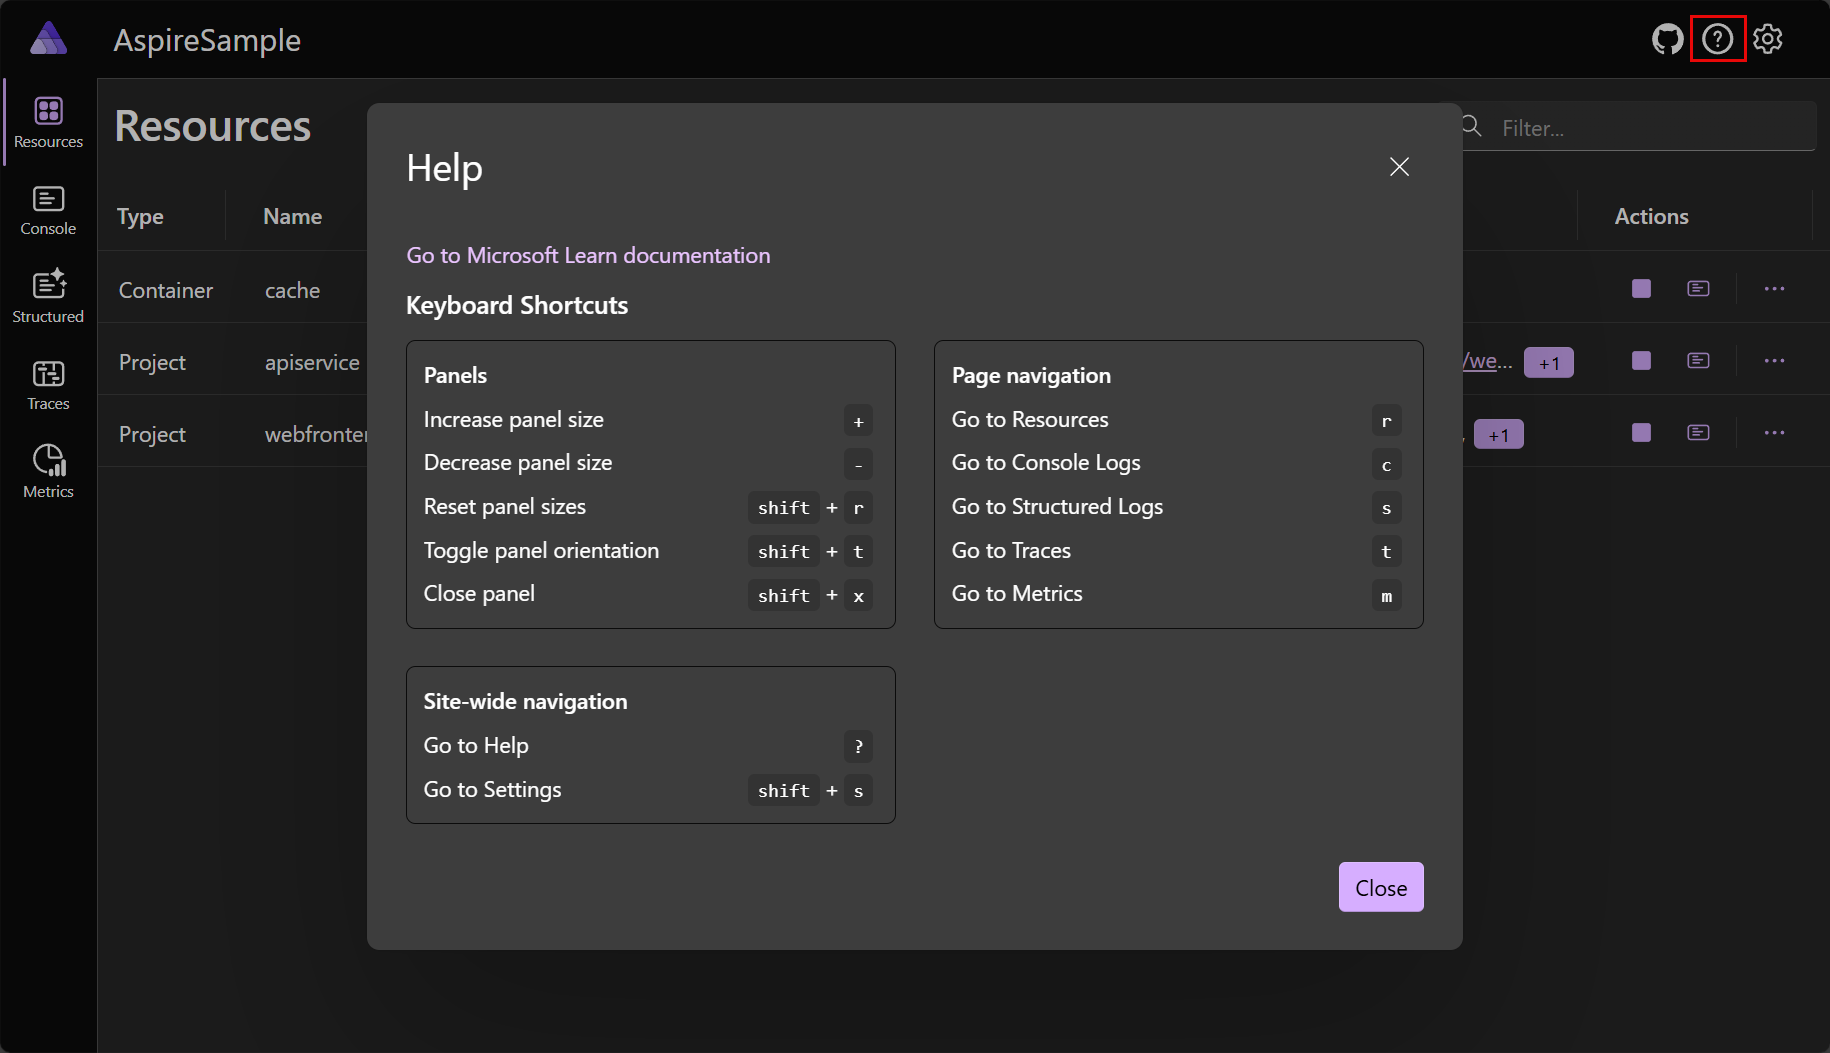 AspireSample
Resources
Console
Structured
Traces
Metrics
Resources
Filter...
Type Name Actions
Container cache
Project apiservice /we... +1
Project webfronter +1
Help
Go to Microsoft Learn documentation
Keyboard Shortcuts
Panels
Increase panel size +
Decrease panel size -
Reset panel sizes shift + r
Toggle panel orientation shift + t
Close panel shift + x
Page navigation
Go to Resources r
Go to Console Logs c
Go to Structured Logs s
Go to Traces t
Go to Metrics m
Site-wide navigation
Go to Help ?
Go to Settings shift + s
Close